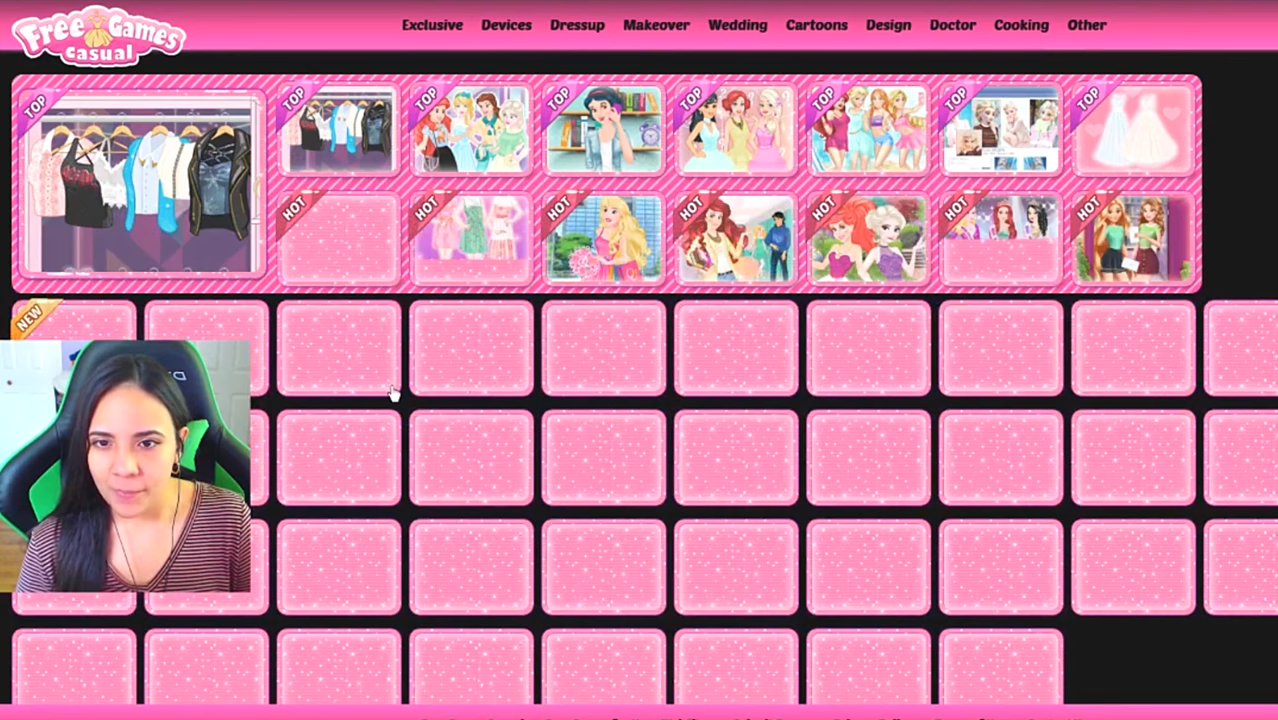 Free Games
casual
Exclusive Devices Dressup Makeover Wedding Cartoons Design Doctor Cooking Other
TOP TOP TOP TOP TOP TOP TOP TOP
HOT HOT HOT HOT HOT HOT HOT
NEW